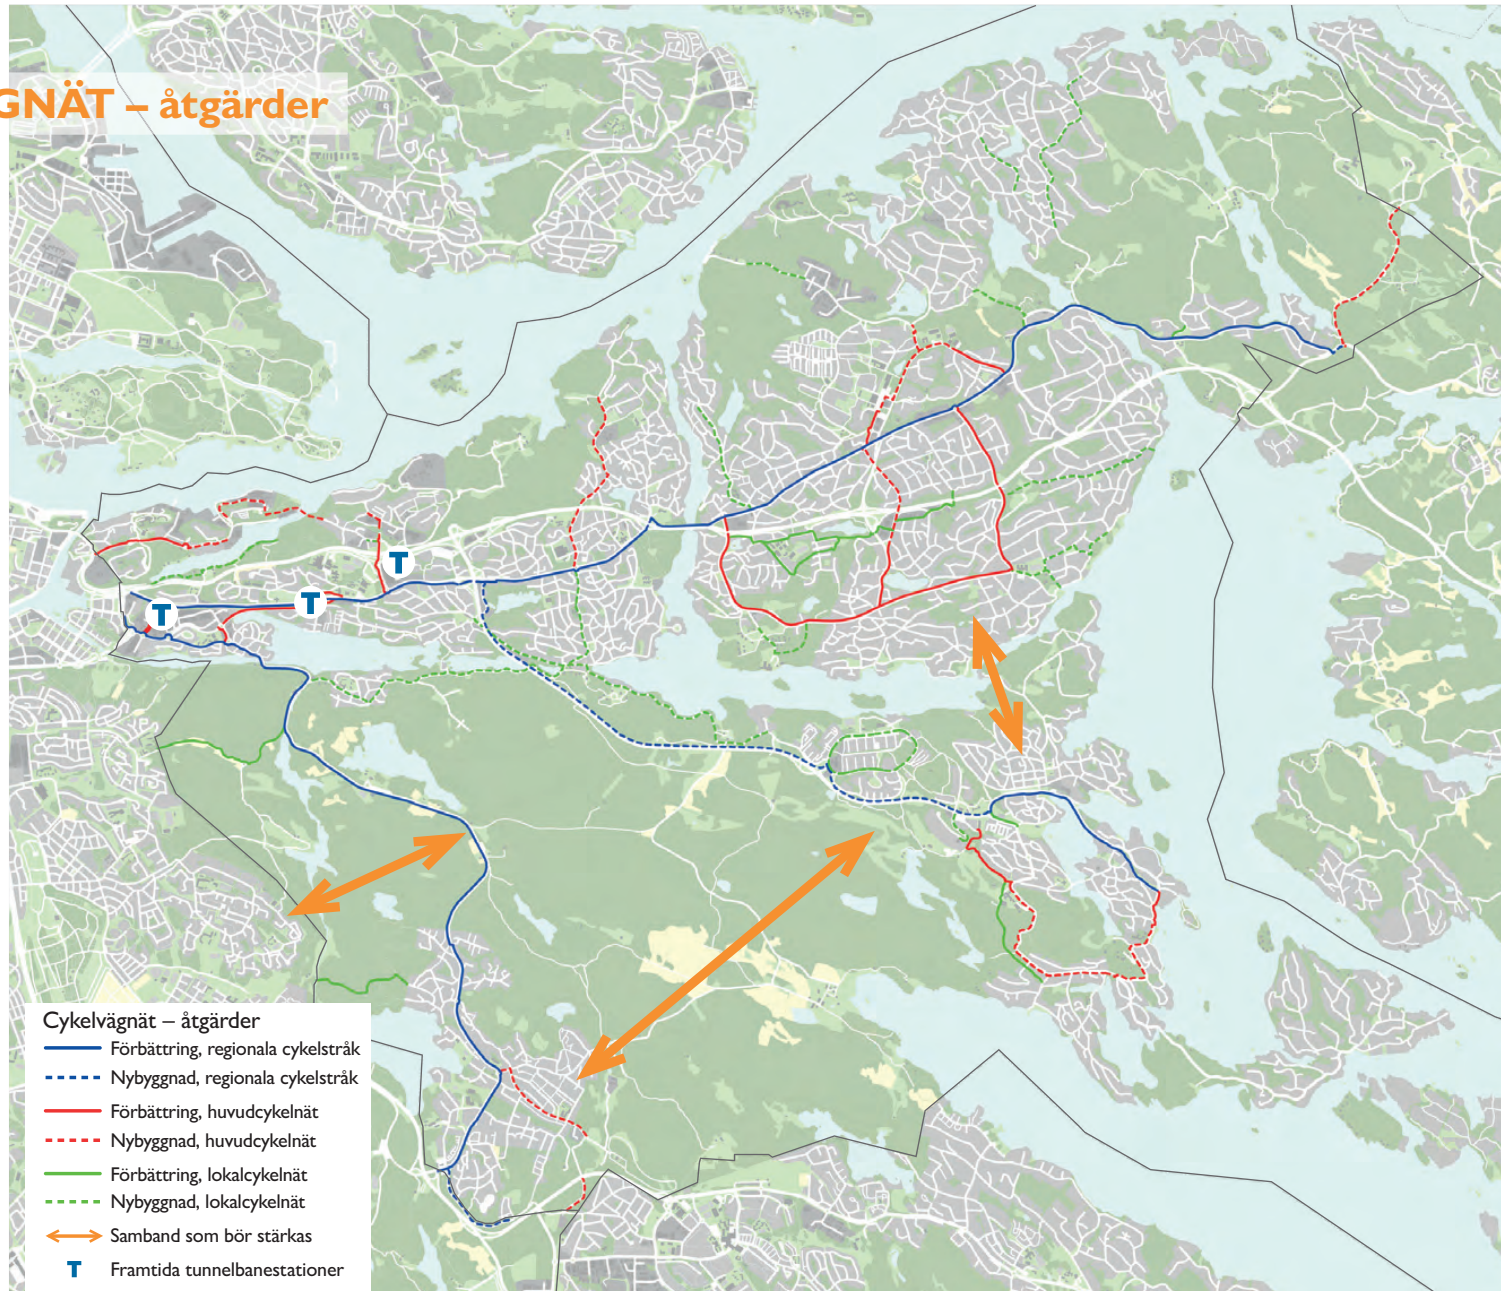 GNÄT – åtgärder
T
T
T
Cykelvägnät – åtgärder
Förbättring, regionala cykelstråk
Nybyggnad, regionala cykelstråk
Förbättring, huvudcykelnät
Nybyggnad, huvudcykelnät
Förbättring, lokalcykelnät
Nybyggnad, lokalcykelnät
Samband som bör stärkas
T Framtida tunnelbanestationer